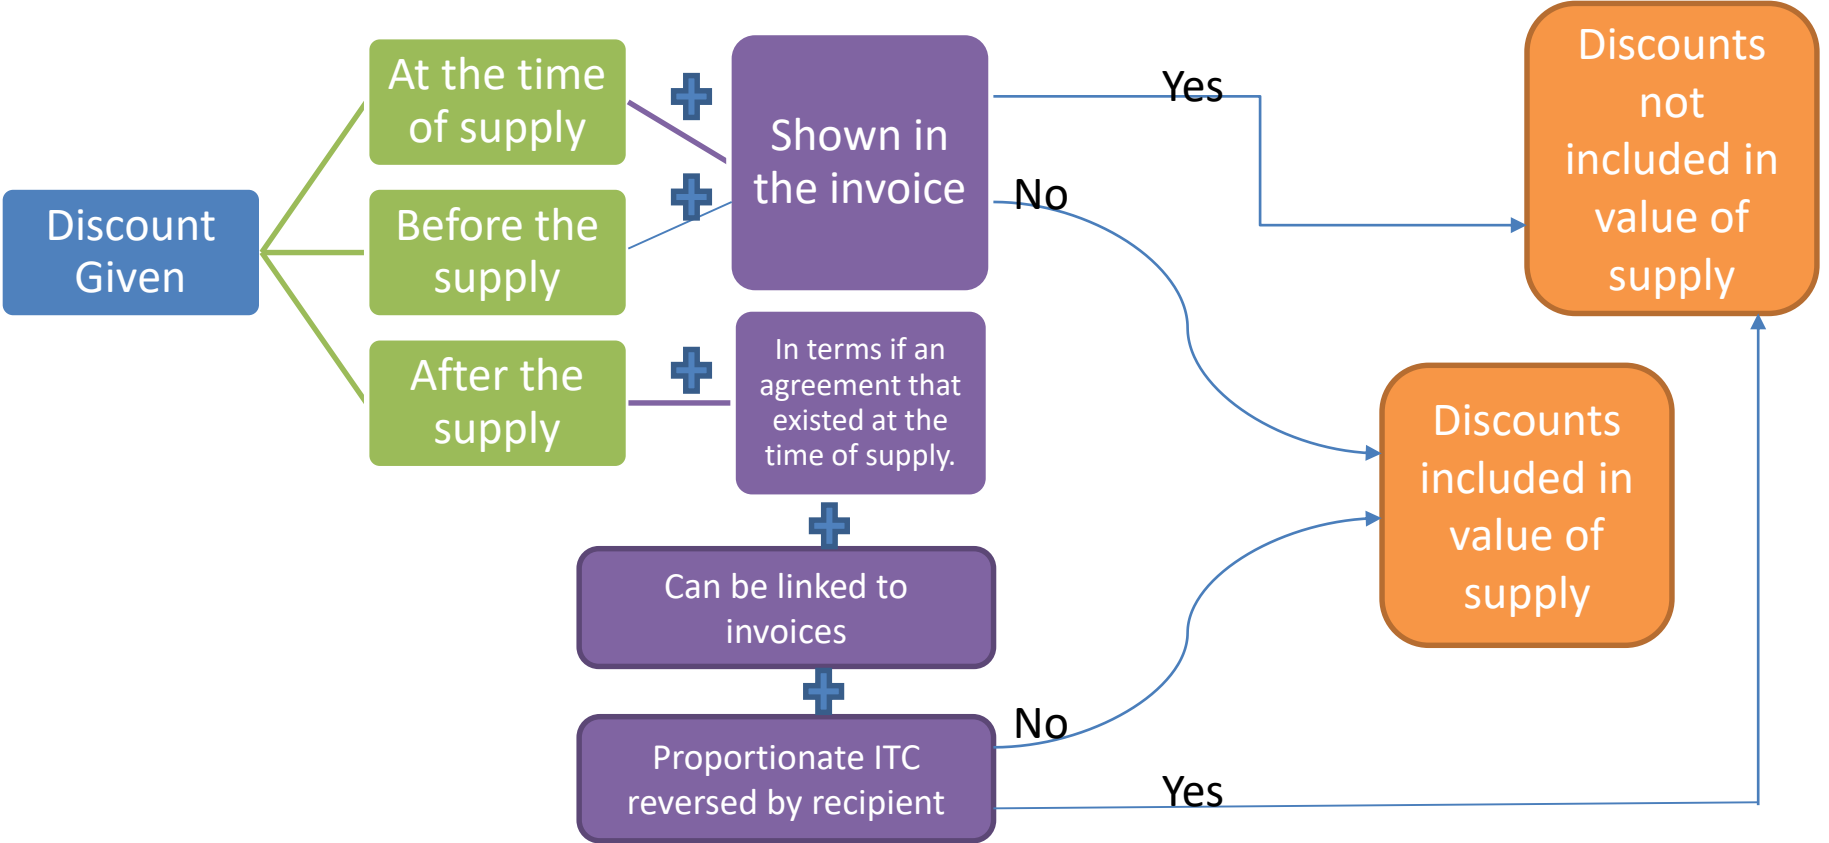 Discount
Given
At the time
of supply
Before the
supply
After the
supply
Shown in
the invoice
In terms if an
agreement that
existed at the
time of supply.
Can be linked to
invoices
Proportionate ITC
reversed by recipient
Yes
No
No
Yes
Discounts
not
included in
value of
supply
Discounts
included in
value of
supply